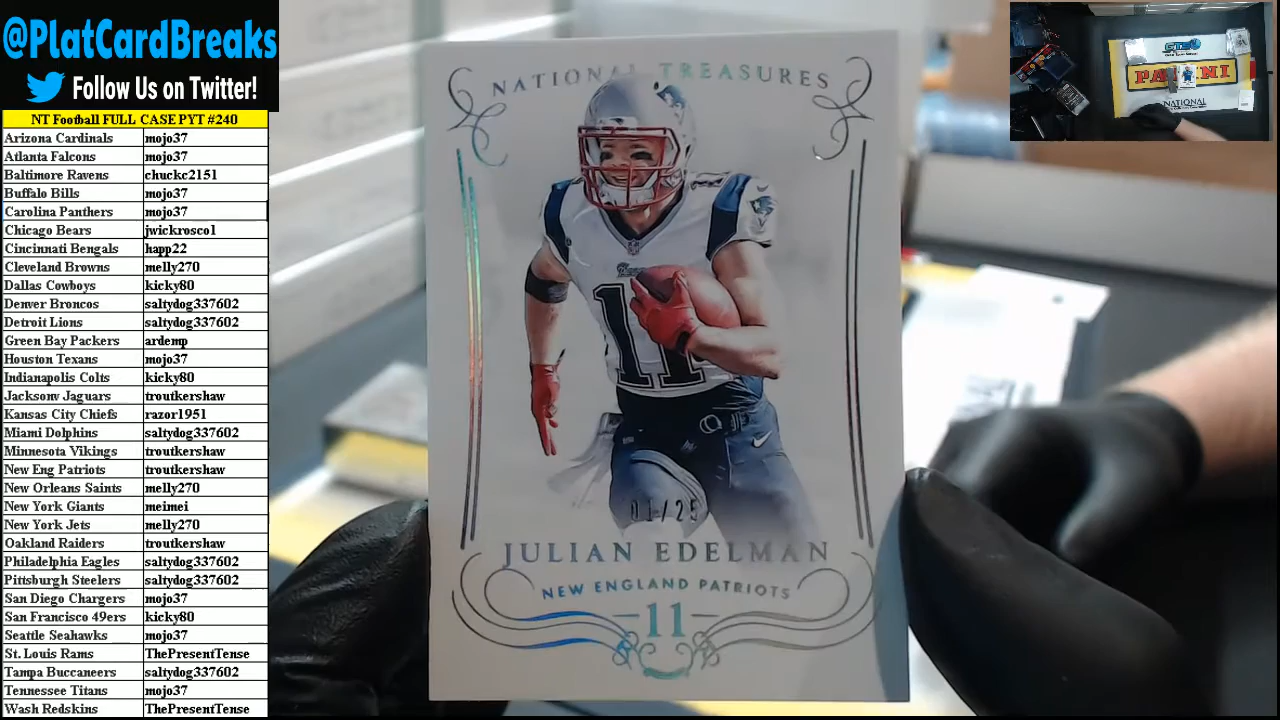 @PlatCardBreaks
Follow Us on Twitter!
NT Football FULL CASE PYT #240
Arizona Cardinals mojo37
Atlanta Falcons mojo37
Baltimore Ravens chuckc2151
Buffalo Bills mojo37
Carolina Panthers mojo37
Chicago Bears jwickrosco1
Cincinnati Bengals happ22
Cleveland Browns melly270
Dallas Cowboys kicky80
Denver Broncos saltydog337602
Detroit Lions saltydog337602
Green Bay Packers ardemp
Houston Texans mojo37
Indianapolis Colts kicky80
Jacksonv Jaguars troutkershaw
Kansas City Chiefs razor1951
Miami Dolphins saltydog337602
Minnesota Vikings troutkershaw
New Eng Patriots troutkershaw
New Orleans Saints melly270
New York Giants meimei
New York Jets melly270
Oakland Raiders troutkershaw
Philadelphia Eagles saltydog337602
Pittsburgh Steelers saltydog337602
San Diego Chargers mojo37
San Francisco 49ers kicky80
Seattle Seahawks mojo37
St. Louis Rams ThePresentTense
Tampa Buccaneers saltydog337602
Tennessee Titans mojo37
Wash Redskins ThePresentTense
NATIONAL TREASURES
11
01/25
JULIAN EDELMAN
NEW ENGLAND PATRIOTS
11
GTS
PANINI
NATIONAL